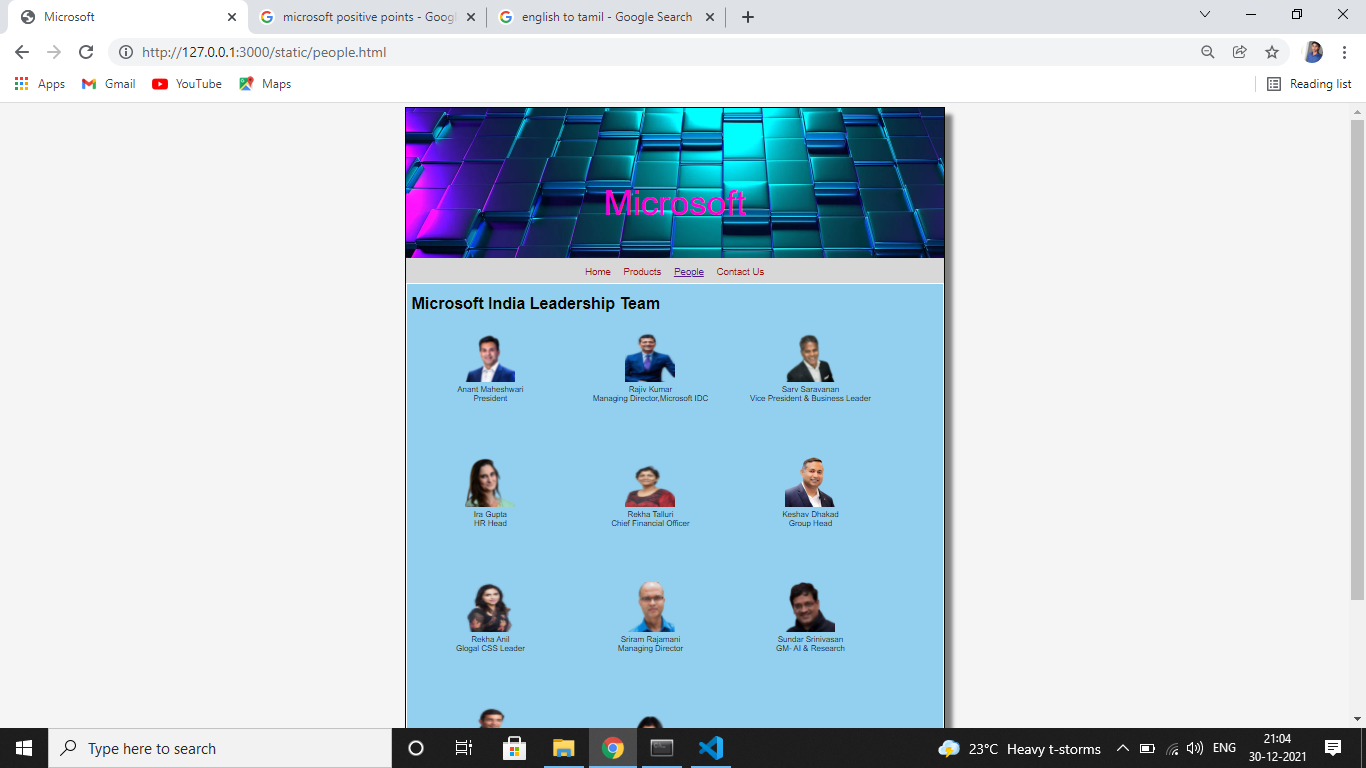 Microsoft
microsoft positive points - Goog
english to tamil - Google Search
http://127.0.0.1:3000/static/people.html
Apps
Gmail
YouTube
Maps
Reading list
Microsoft
Home
Products
People
Contact Us
Microsoft India Leadership Team
Anant Maheshwari
President
Rajiv Kumar
Managing Director,Microsoft IDC
Sarv Saravanan
Vice President & Business Leader
Ira Gupta
HR Head
Rekha Talluri
Chief Financial Officer
Keshav Dhakad
Group Head
Rekha Anil
Glogal CSS Leader
Sriram Rajamani
Managing Director
Sundar Srinivasan
GM- AI & Research
Type here to search
23°C Heavy t-storms
ENG
21:04
30-12-2021